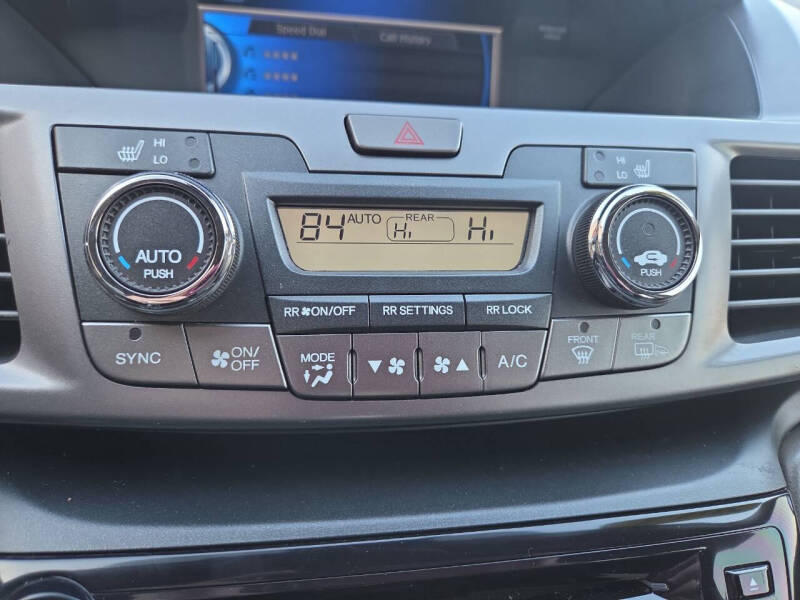 Speed Dial
Call History
HI
LO
HI
LO
84 AUTO REAR Hi Hi
AUTO
PUSH
PUSH
RR ON/OFF
RR SETTINGS
RR LOCK
SYNC
ON/
OFF
MODE
A/C
FRONT
REAR